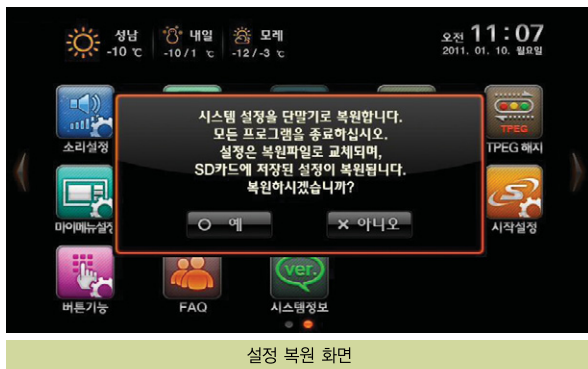 성남
-10 ℃
내일
-10/1 ℃
모레
-12/-3 ℃
오전 11:07
2011. 01. 10. 월요일
소리설정
TPEG
TPEG 해지
시스템 설정을 단말기로 복원합니다.
모든 프로그램을 종료하십시오.
설정은 복원파일로 교체되며,
SD카드에 저장된 설정이 복원됩니다.
복원하시겠습니까?
예
아니오
마이메뉴설정
시작설정
버튼기능
FAQ
ver.
시스템정보
설정 복원 화면